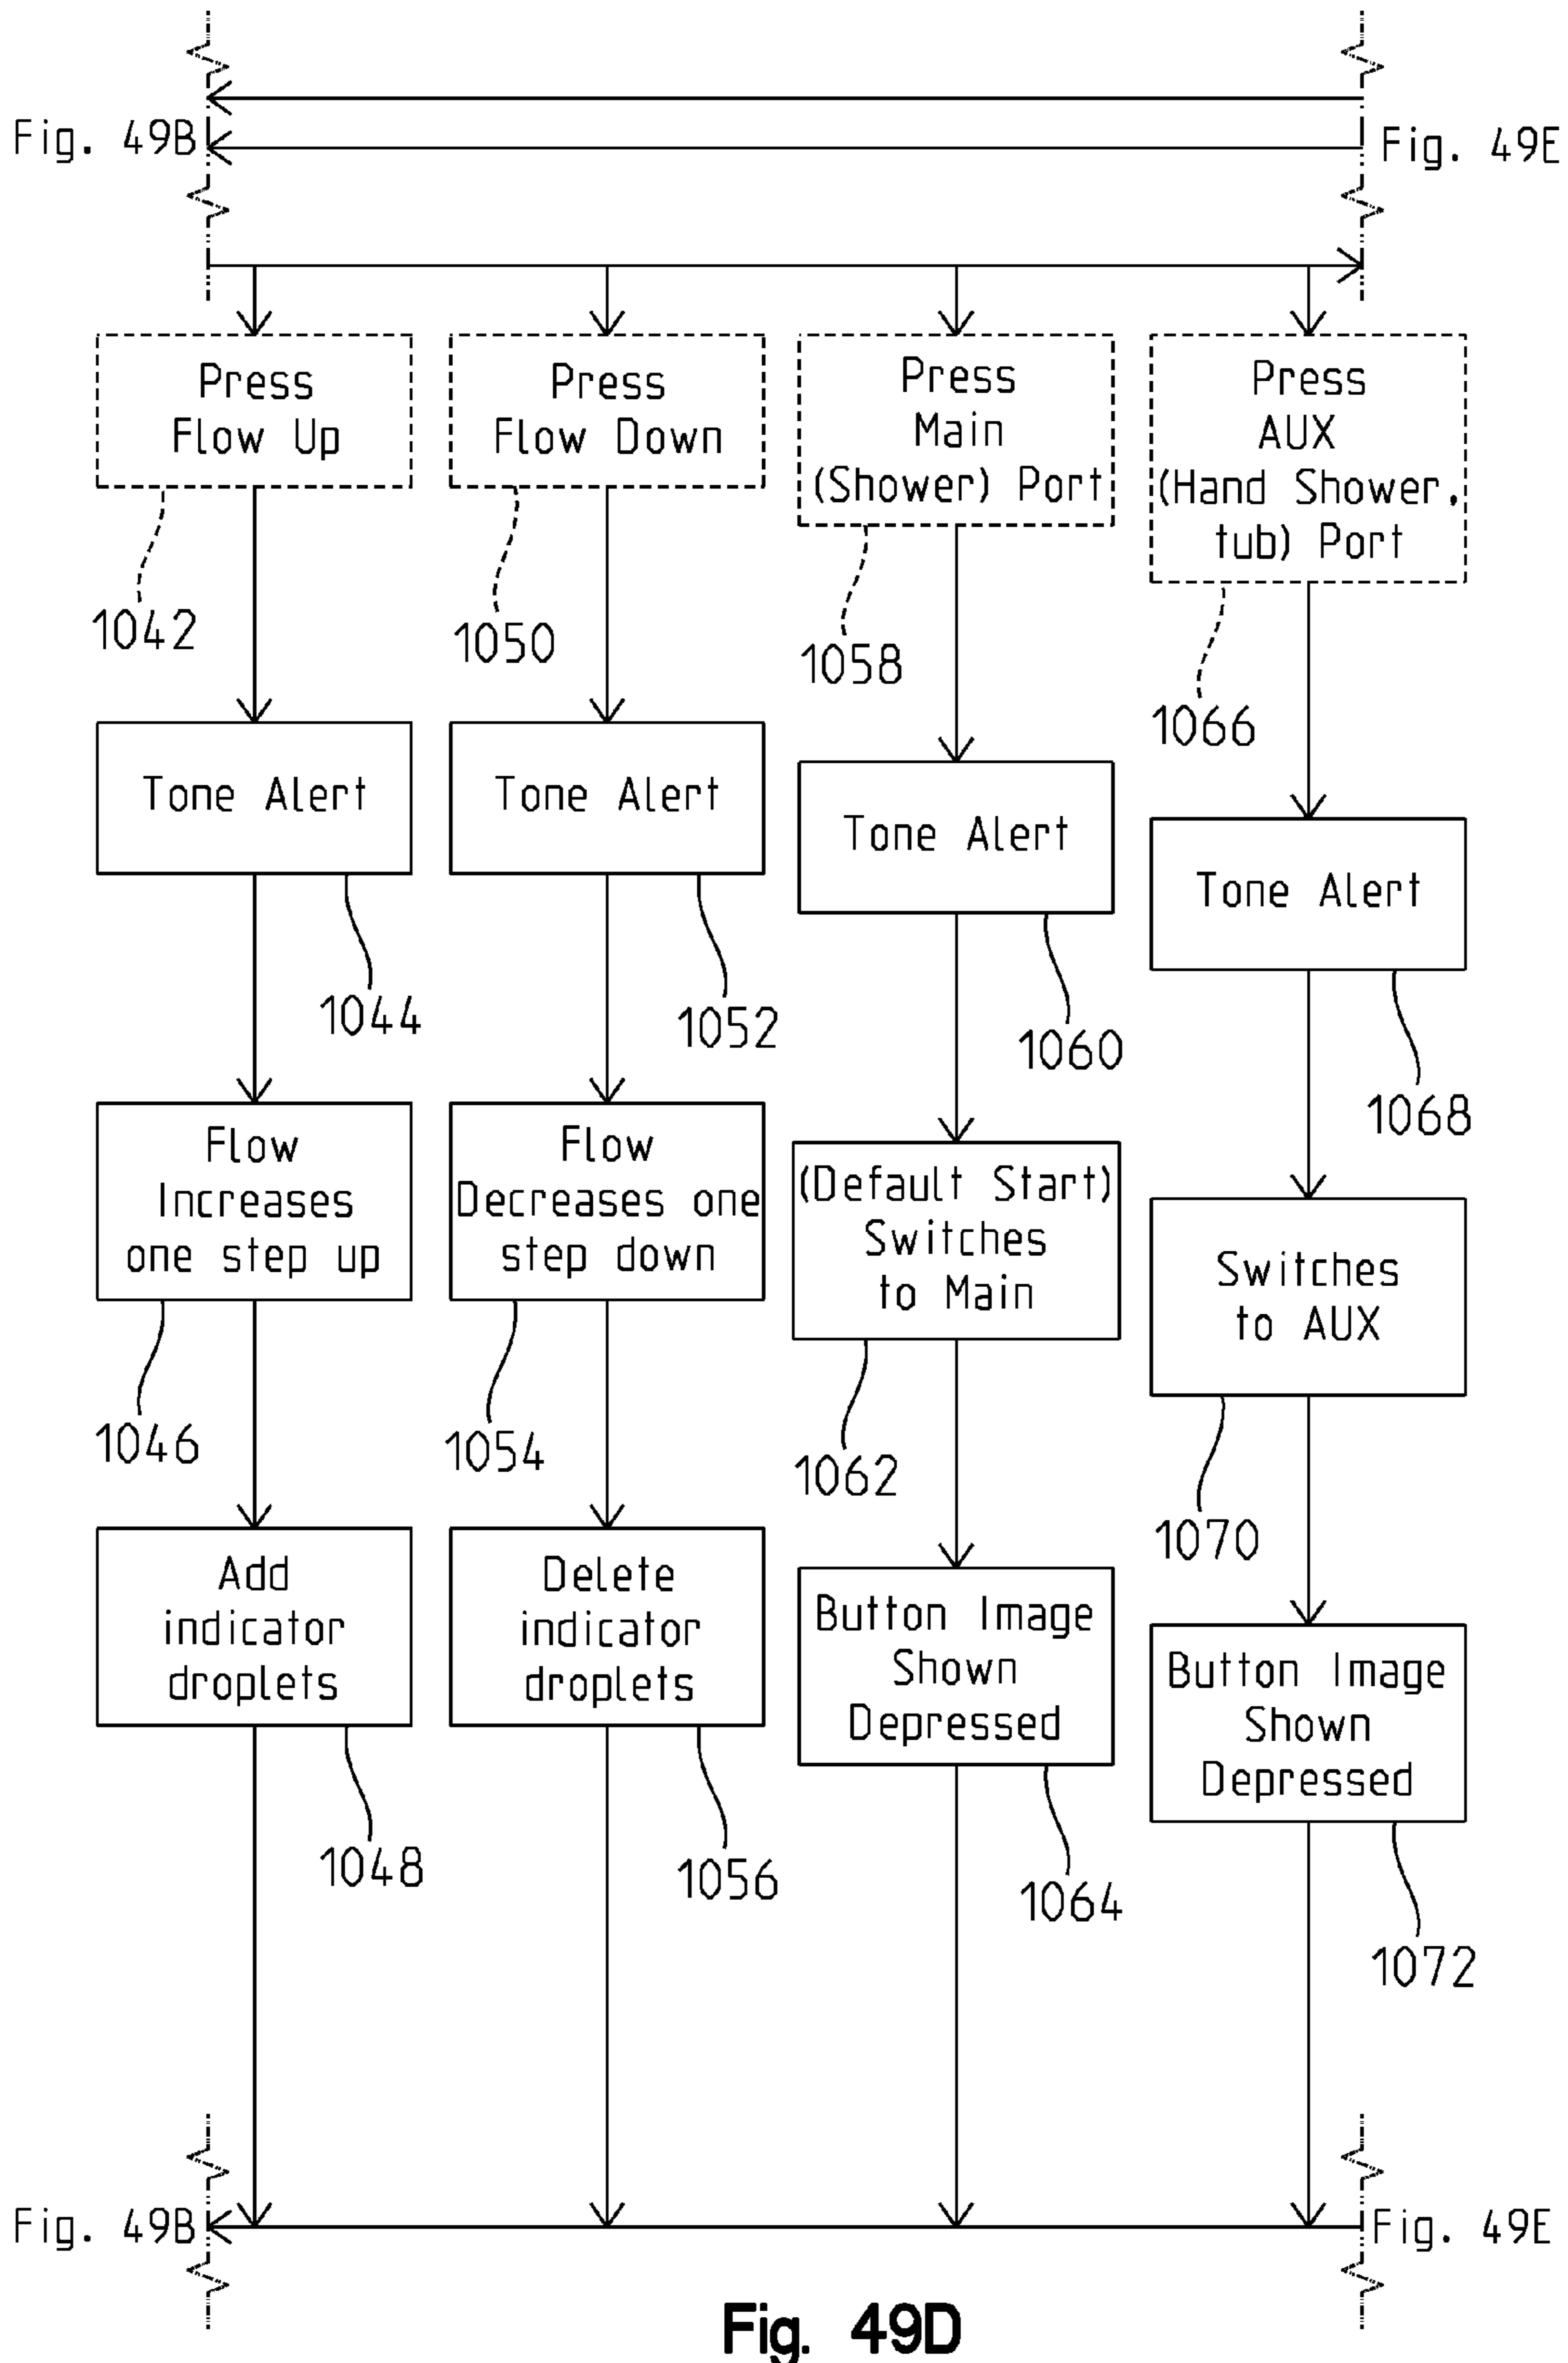 Fig. 49B
Fig. 49E
Press
Flow Up
1042
Tone Alert
1044
Flow
Increases
one step up
1046
Add
indicator
droplets
1048
Press
Flow Down
1050
Tone Alert
1052
Flow
Decreases one
step down
1054
Delete
indicator
droplets
1056
Press
Main
(Shower) Port
1058
Tone Alert
1060
(Default Start)
Switches
to Main
1062
Button Image
Shown
Depressed
1064
Press
AUX
(Hand Shower,
tub) Port
1066
Tone Alert
1068
Switches
to AUX
1070
Button Image
Shown
Depressed
1072
Fig. 49B
Fig. 49E
Fig. 49D